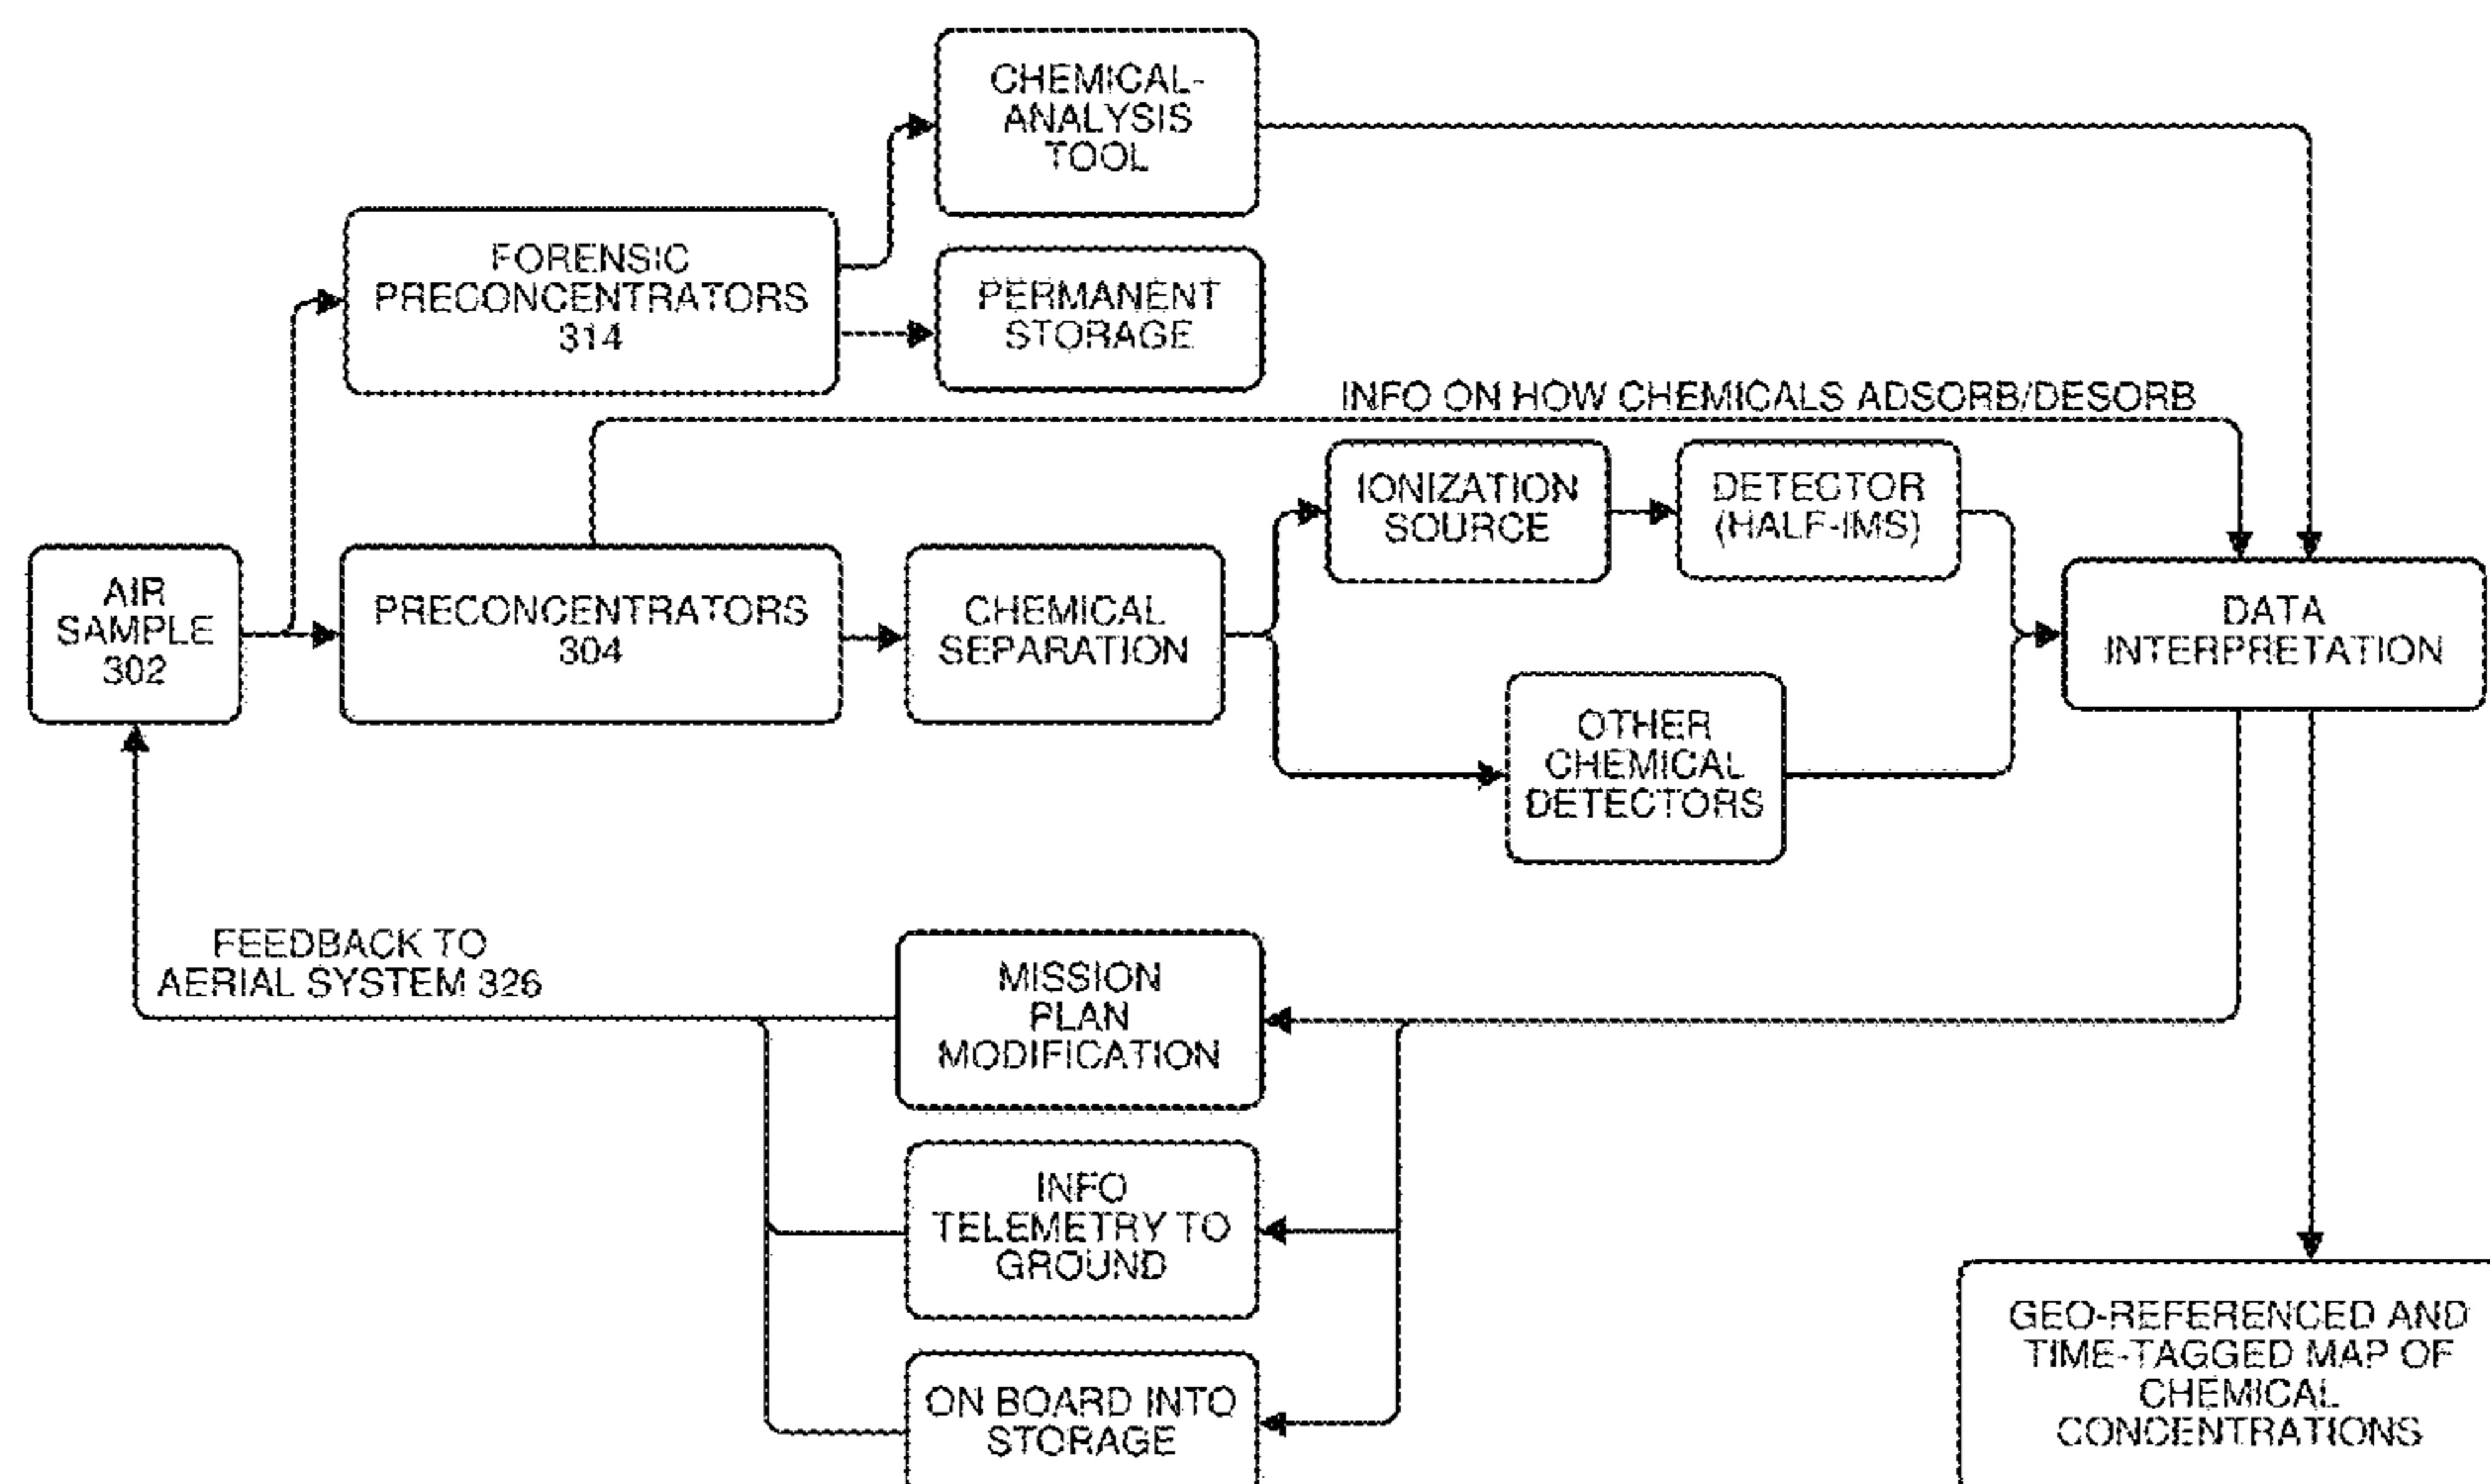 CHEMICAL-
ANALYSIS
TOOL
FORENSIC
PRECONCENTRATORS
314
PERMANENT
STORAGE
INFO ON HOW CHEMICALS ADSORB/DESORB
IONIZATION
SOURCE
DETECTOR
(HALF-IMS)
AIR
SAMPLE
302
PRECONCENTRATORS
304
CHEMICAL
SEPARATION
DATA
INTERPRETATION
OTHER
CHEMICAL
DETECTORS
FEEDBACK TO
AERIAL SYSTEM 326
MISSION
PLAN
MODIFICATION
INFO
TELEMETRY TO
GROUND
ON BOARD INTO
STORAGE
GEO-REFERENCED AND
TIME-TAGGED MAP OF
CHEMICAL
CONCENTRATIONS